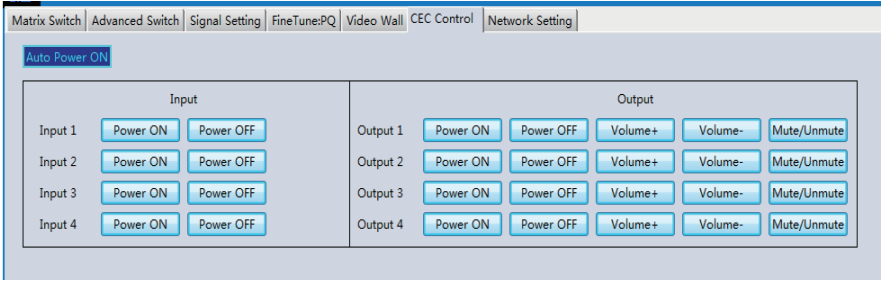 Matrix Switch Advanced Switch Signal Setting FineTune:PQ Video Wall CEC Control Network Setting
Auto Power ON
Input Output
Input 1 Power ON Power OFF Output 1 Power ON Power OFF Volume+ Volume- Mute/Unmute
Input 2 Power ON Power OFF Output 2 Power ON Power OFF Volume+ Volume- Mute/Unmute
Input 3 Power ON Power OFF Output 3 Power ON Power OFF Volume+ Volume- Mute/Unmute
Input 4 Power ON Power OFF Output 4 Power ON Power OFF Volume+ Volume- Mute/Unmute